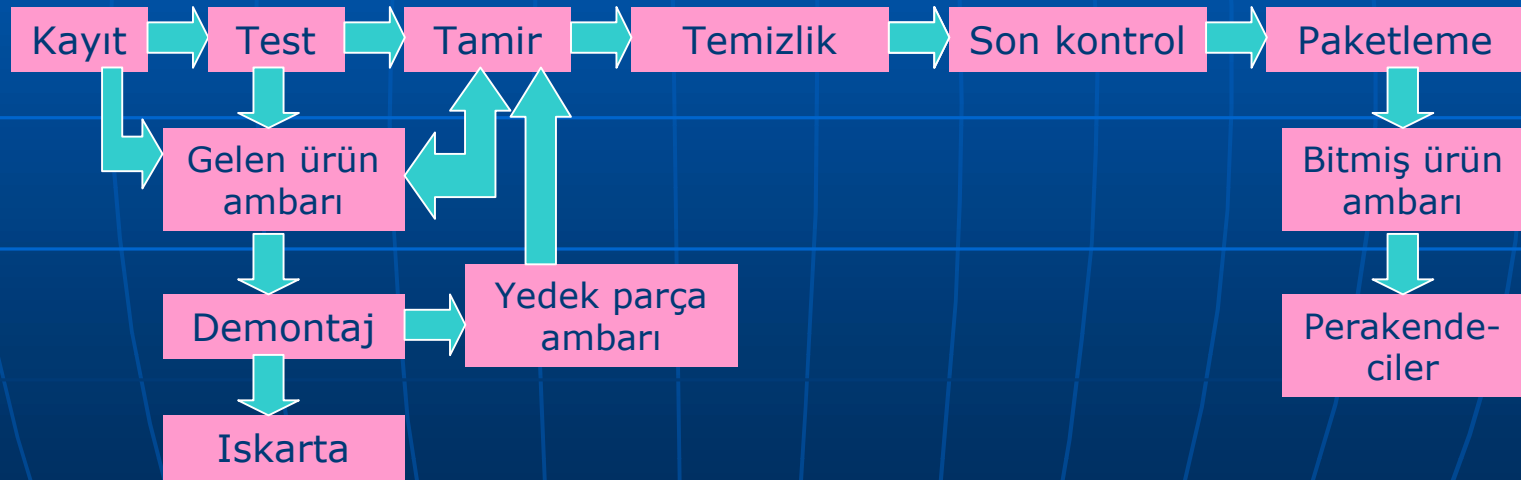 Kayıt
Test
Tamir
Temizlik
Son kontrol
Paketleme
Gelen ürün
ambarı
Bitmiş ürün
ambarı
Demontaj
Yedek parça
ambarı
Perakende-
ciler
Iskarta